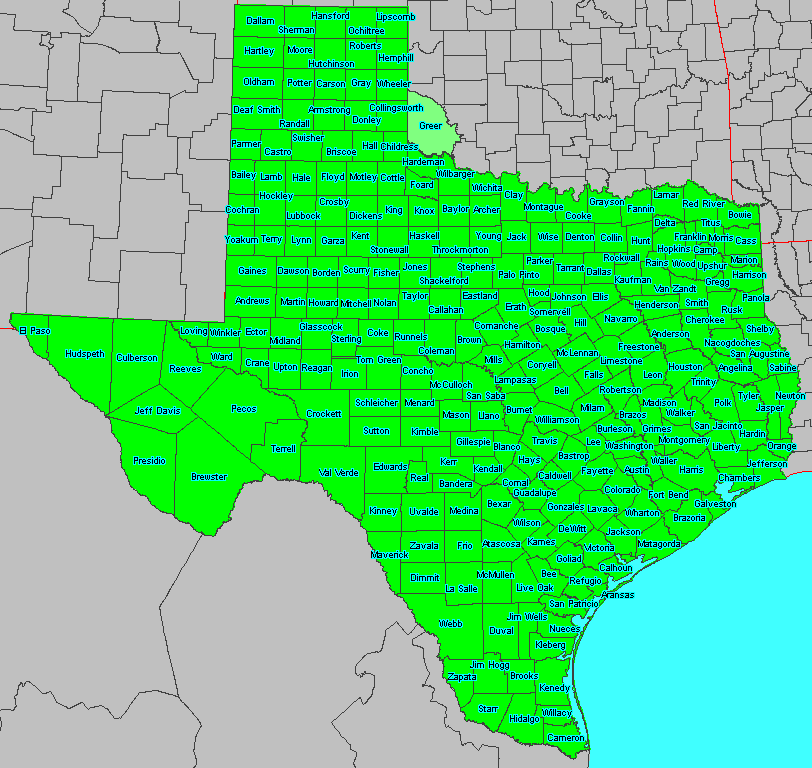 Dallam
Sherman
Hansford
Ochiltree
Lipscomb
Hartley
Moore
Hutchinson
Roberts
Hemphill
Oldham
Potter
Carson
Gray
Wheeler
Deaf Smith
Randall
Armstrong
Donley
Collingsworth
Greer
Parmer
Castro
Swisher
Briscoe
Hall
Childress
Hardeman
Bailey
Lamb
Hale
Floyd
Motley
Cottle
Foard
Wilbarger
Wichita
Clay
Cochran
Hockley
Lubbock
Crosby
Dickens
King
Knox
Baylor
Archer
Montague
Cooke
Grayson
Fannin
Lamar
Red River
Bowie
Delta
Titus
Franklin
Morris
Cass
Hopkins
Camp
Yoakum
Terry
Lynn
Garza
Kent
Stonewall
Haskell
Throckmorton
Young
Jack
Wise
Denton
Collin
Hunt
Rockwall
Rains
Wood
Upshur
Marion
Harrison
Gregg
Gaines
Dawson
Borden
Scurry
Fisher
Jones
Shackelford
Stephens
Palo Pinto
Parker
Tarrant
Dallas
Kaufman
Van Zandt
Henderson
Smith
Panola
Rusk
Cherokee
Andrews
Martin
Howard
Mitchell
Nolan
Taylor
Callahan
Eastland
Erath
Hood
Somervell
Johnson
Ellis
Hill
Navarro
Bosque
Comanche
Hamilton
Anderson
Freestone
Shelby
Nacogdoches
San Augustine
Sabine
Angelina
El Paso
Hudspeth
Culberson
Reeves
Loving
Winkler
Ector
Midland
Glasscock
Sterling
Coke
Runnels
Coleman
Brown
Mills
Ward
Crane
Upton
Reagan
Irion
Tom Green
Concho
McCulloch
San Saba
Lampasas
Coryell
McLennan
Limestone
Falls
Leon
Houston
Trinity
Polk
Tyler
Jasper
Newton
Jeff Davis
Pecos
Crockett
Schleicher
Menard
Mason
Llano
Burnet
Bell
Milam
Robertson
Brazos
Madison
Walker
Grimes
San Jacinto
Hardin
Orange
Liberty
Presidio
Brewster
Terrell
Val Verde
Sutton
Kimble
Gillespie
Blanco
Williamson
Travis
Burleson
Lee
Washington
Montgomery
Edwards
Real
Kerr
Bandera
Kendall
Comal
Hays
Bastrop
Caldwell
Fayette
Austin
Waller
Harris
Jefferson
Chambers
Guadalupe
Colorado
Fort Bend
Galveston
Kinney
Uvalde
Medina
Bexar
Wilson
Gonzales
Lavaca
Wharton
Brazoria
DeWitt
Jackson
Matagorda
Maverick
Zavala
Frio
Atascosa
Karnes
Goliad
Victoria
Calhoun
Dimmit
La Salle
McMullen
Live Oak
Bee
Refugio
Aransas
San Patricio
Webb
Duval
Jim Wells
Nueces
Kleberg
Zapata
Jim Hogg
Brooks
Kenedy
Starr
Hidalgo
Willacy
Cameron